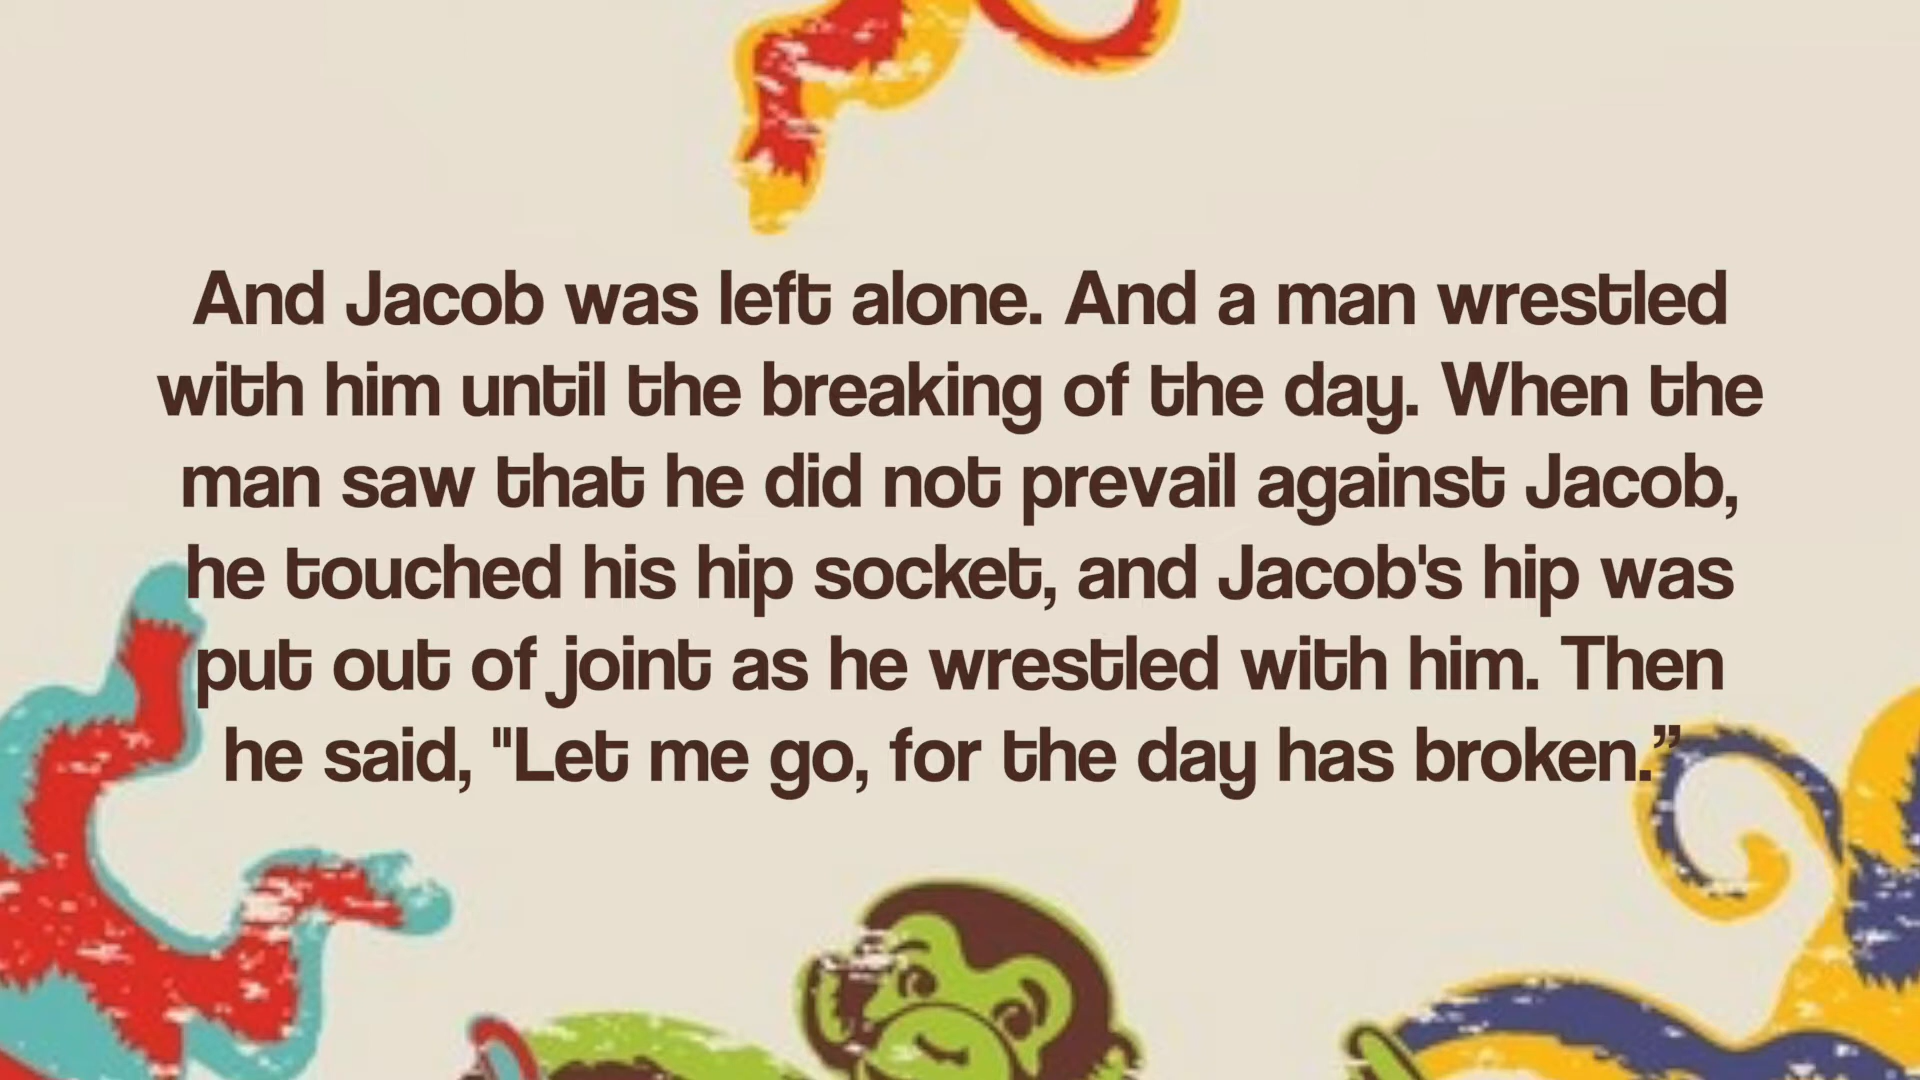 And Jacob was left alone. And a man wrestled
with him until the breaking of the day. When the
man saw that he did not prevail against Jacob,
he touched his hip socket, and Jacob's hip was
put out of joint as he wrestled with him. Then
he said, "Let me go, for the day has broken.”